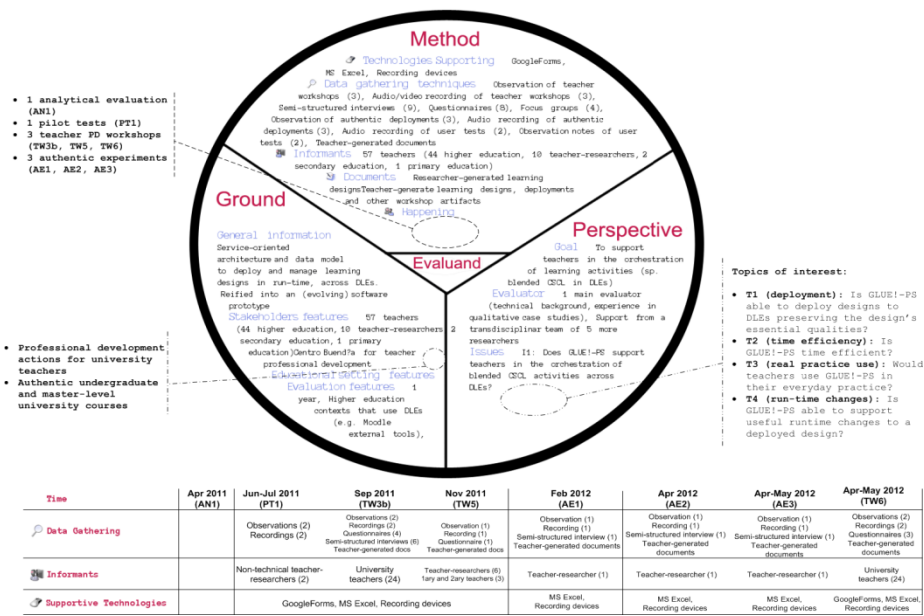 Method
Technologies Supporting GoogleForms,
MS Excel, Recording devices
Data gathering techniques Observation of teacher
workshops (3), Audio/video recording of teacher workshops (3),
Semi-structured interviews (9), Questionnaires (8), Focus groups (4),
Observation of authentic deployments (3), Audio recording of authentic
deployments (3), Audio recording of user tests (2), Observation notes of user
tests (2), Teacher-generated documents
Informants 57 teachers (44 higher education, 10 teacher-researchers, 2
secondary education, 1 primary education)
Documents Researcher-generated learning
designsTeacher-generate learning designs, deployments
and other workshop artifacts
Happening
• 1 analytical evaluation
(AN1)
• 1 pilot tests (PT1)
• 3 teacher PD workshops
(TW3b, TW5, TW6)
• 3 authentic experiments
(AE1, AE2, AE3)
Ground
General information
Service-oriented
architecture and data model
to deploy and manage learning
designs in run-time, across DLEs.
Reified into an (evolving) software
prototype
Stakeholders features 57 teachers
(44 higher education, 10 teacher-researchers, 2
secondary education, 1 primary
education)Centro Buend?a for teacher
professional development
Educational setting features
Evaluation features 1
year, Higher education
contexts that use DLEs
(e.g. Moodle
external tools),
• Professional development
actions for university
teachers
• Authentic undergraduate
and master-level
university courses
Evaluand
Perspective
Goal To support
teachers in the orchestration
of learning activities (sp.
blended CSCL in DLEs)
Evaluator 1 main evaluator
(technical background, experience in
qualitative case studies), Support from a
transdisciplinar team of 5 more
researchers
Issues I1: Does GLUE!-PS support
teachers in the orchestration of
blended CSCL activities across
DLEs?
Topics of interest:
• T1 (deployment): Is GLUE!-PS
able to deploy designs to
DLEs preserving the design's
essential qualities?
• T2 (time efficiency): Is
GLUE!-PS time efficient?
• T3 (real practice use): Would
teachers use GLUE!-PS in
their everyday practice?
• T4 (run-time changes): Is
GLUE!-PS able to support
useful runtime changes to a
deployed design?
Time
Apr 2011
(AN1)
Jun-Jul 2011
(PT1)
Sep 2011
(TW3b)
Nov 2011
(TW5)
Feb 2012
(AE1)
Apr 2012
(AE2)
Apr-May 2012
(AE3)
Apr-May 2012
(TW6)
Data Gathering
Observations (2)
Recordings (2)
Observations (2)
Recordings (2)
Questionnaires (4)
Semi-structured interviews (6)
Teacher-generated docs
Observation (1)
Recording (1)
Questionnaire (1)
Teacher-generated docs
Observation (1)
Recording (1)
Semi-structured interview (1)
Teacher-generated documents
Observation (1)
Recording (1)
Semi-structured interview (1)
Teacher-generated
documents
Observation (1)
Recording (1)
Semi-structured interview (1)
Teacher-generated
documents
Observations (2)
Recordings (2)
Questionnaires (3)
Teacher-generated
documents
Informants
Non-technical teacher-
researchers (2)
University
teachers (24)
Teacher-researchers (6)
1ary and 2ary teachers (3)
Teacher-researcher (1)
Teacher-researcher (1)
Teacher-researcher (1)
University
teachers (24)
Supportive Technologies
GoogleForms, MS Excel, Recording devices
MS Excel,
Recording devices
MS Excel,
Recording devices
MS Excel,
Recording devices
GoogleForms, MS Excel,
Recording devices